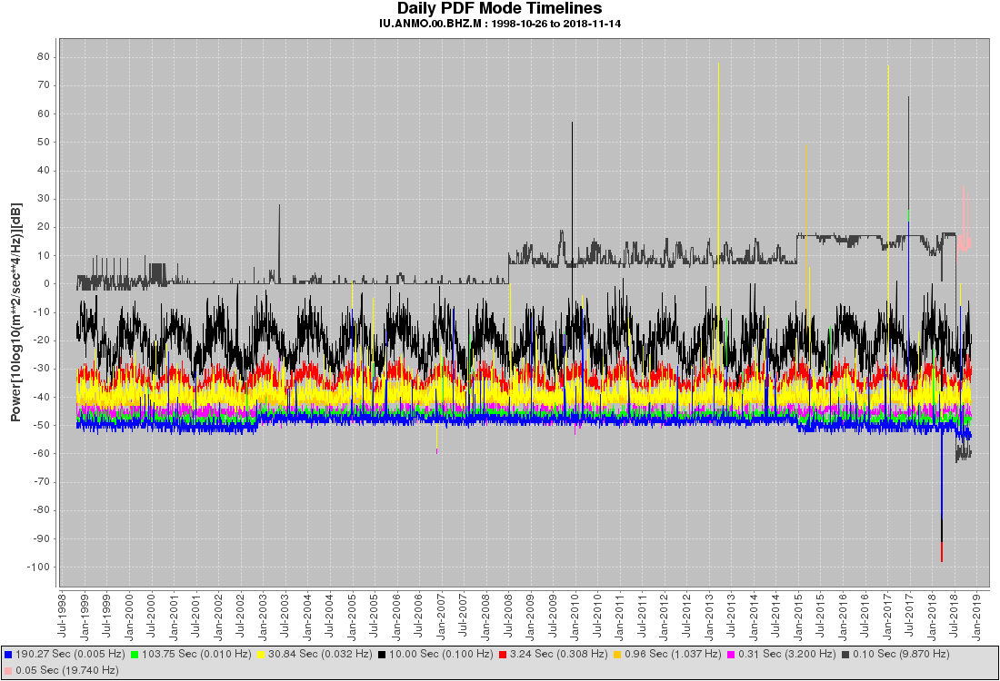 Daily PDF Mode Timelines
IU.ANMO.00.BHZ.M : 1998-10-26 to 2018-11-14
Power[10log10(m**2/sec**4/Hz)][dB]
80
70
60
50
40
30
20
10
0
-10
-20
-30
-40
-50
-60
-70
-80
-90
-100
Jul-1998
Jan-1999
Jul-1999
Jan-2000
Jul-2000
Jan-2001
Jul-2001
Jan-2002
Jul-2002
Jan-2003
Jul-2003
Jan-2004
Jul-2004
Jan-2005
Jul-2005
Jan-2006
Jul-2006
Jan-2007
Jul-2007
Jan-2008
Jul-2008
Jan-2009
Jul-2009
Jan-2010
Jul-2010
Jan-2011
Jul-2011
Jan-2012
Jul-2012
Jan-2013
Jul-2013
Jan-2014
Jul-2014
Jan-2015
Jul-2015
Jan-2016
Jul-2016
Jan-2017
Jul-2017
Jan-2018
Jul-2018
Jan-2019
190.27 Sec (0.005 Hz) 103.75 Sec (0.010 Hz) 30.84 Sec (0.032 Hz) 10.00 Sec (0.100 Hz) 3.24 Sec (0.308 Hz) 0.96 Sec (1.037 Hz) 0.31 Sec (3.200 Hz) 0.10 Sec (9.870 Hz)
0.05 Sec (19.740 Hz)